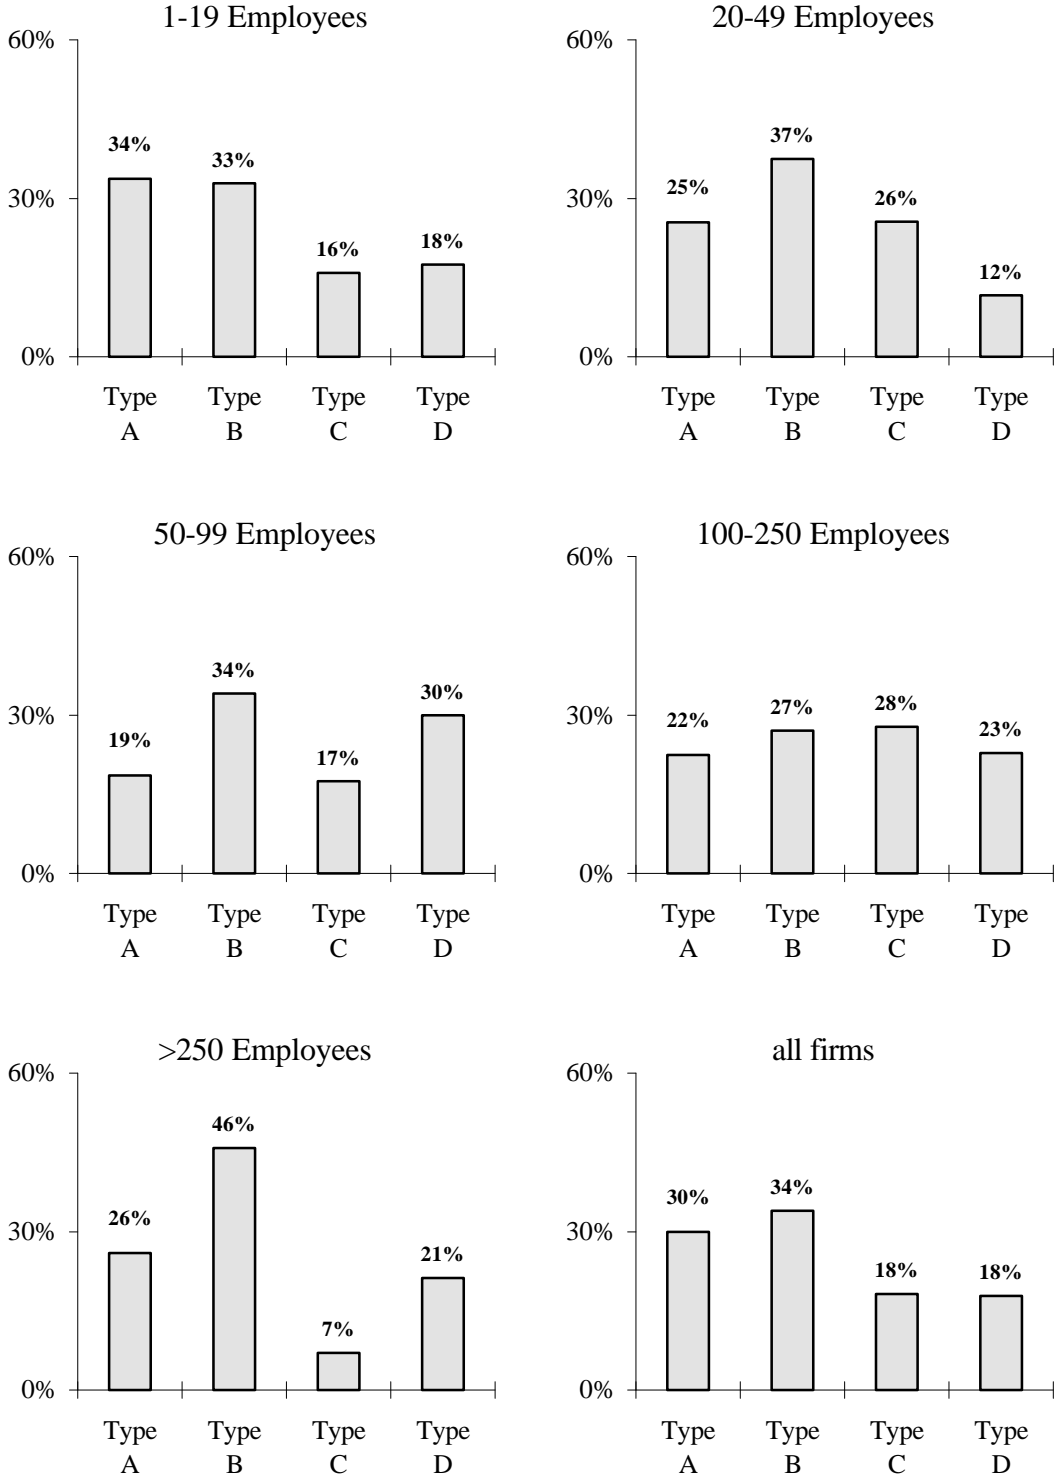 1-19 Employees
60%
34%
33%
30%
18%
16%
0%
Type Type Type Type
A B C D
20-49 Employees
60%
37%
25%
26%
30%
12%
0%
Type Type Type Type
A B C D
50-99 Employees
60%
34%
30%
30%
19%
17%
0%
Type Type Type Type
A B C D
100-250 Employees
60%
30%
22%
27%
28%
23%
0%
Type Type Type Type
A B C D
>250 Employees
60%
46%
26%
30%
21%
7%
0%
Type Type Type Type
A B C D
all firms
60%
30%
34%
30%
18%
18%
0%
Type Type Type Type
A B C D